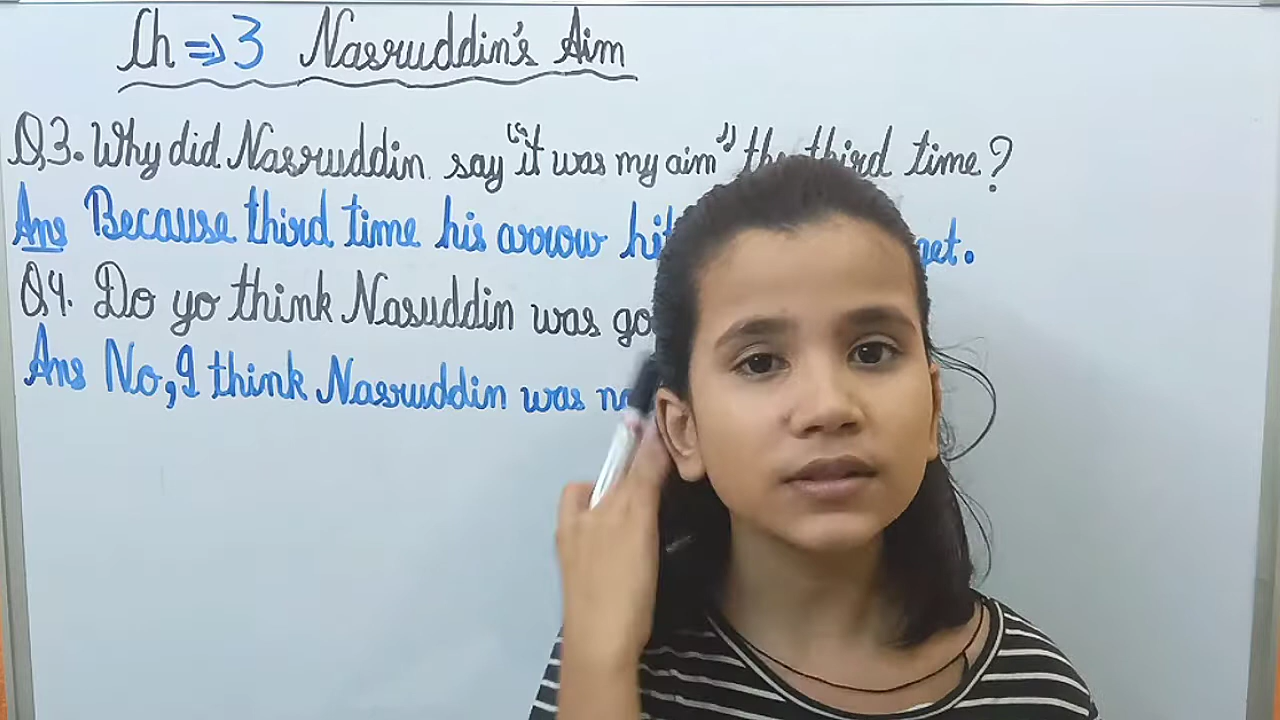 Ch ⇒ 3 Nasruddin's Aim
Q3. Why did Nasruddin say "it was my aim" the third time?
Ans Because third time his arrow hit
Q4. Do yo think Nasuddin was
Ans No, I think Nasruddin was